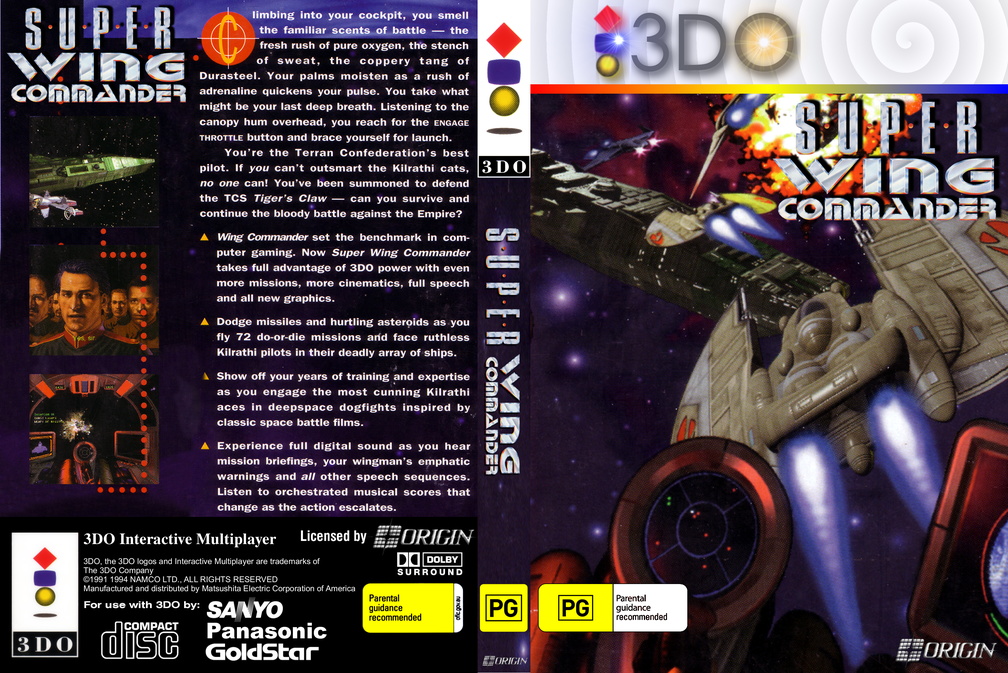 SUPER
WING
COMMANDER
Climbing into your cockpit, you smell
the familiar scents of battle — the
fresh rush of pure oxygen, the stench
of sweat, the coppery tang of
Durasteel. Your palms moisten as a rush of
adrenaline quickens your pulse. You take what
might be your last deep breath. Listening to the
canopy hum overhead, you reach for the ENGAGE
THROTTLE button and brace yourself for launch.
You're the Terran Confederation's best
pilot. If you can't outsmart the Kilrathi cats,
no one can! You've been summoned to defend
the TCS Tiger's Claw — can you survive and
continue the bloody battle against the Empire?
Wing Commander set the benchmark in com-
puter gaming. Now Super Wing Commander
takes full advantage of 3DO power with even
more missions, more cinematics, full speech
and all new graphics.
Dodge missiles and hurtling asteroids as you
fly 72 do-or-die missions and face ruthless
Kilrathi pilots in their deadly array of ships.
Show off your years of training and expertise
as you engage the most cunning Kilrathi
aces in deepspace dogfights inspired by
classic space battle films.
Experience full digital sound as you hear
mission briefings, your wingman's emphatic
warnings and all other speech sequences.
Listen to orchestrated musical scores that
change as the action escalates.
3DO
3DO Interactive Multiplayer
3DO, the 3DO logos and Interactive Multiplayer are trademarks of
The 3DO Company
©1991 1994 NAMCO LTD., ALL RIGHTS RESERVED
Manufactured and distributed by Matsushita Electric Corporation of America
For use with 3DO by:
COMPACT
disc
SANYO
Panasonic
GoldStar
Licensed by ORIGIN
DOLBY
SURROUND
Parental
guidance
recommended
oflc.gov.au
3DO
SUPER WING
COMMANDER
PG
ORIGIN
3DO
SUPER
WING
COMMANDER
PG
Parental
guidance
recommended
ORIGIN